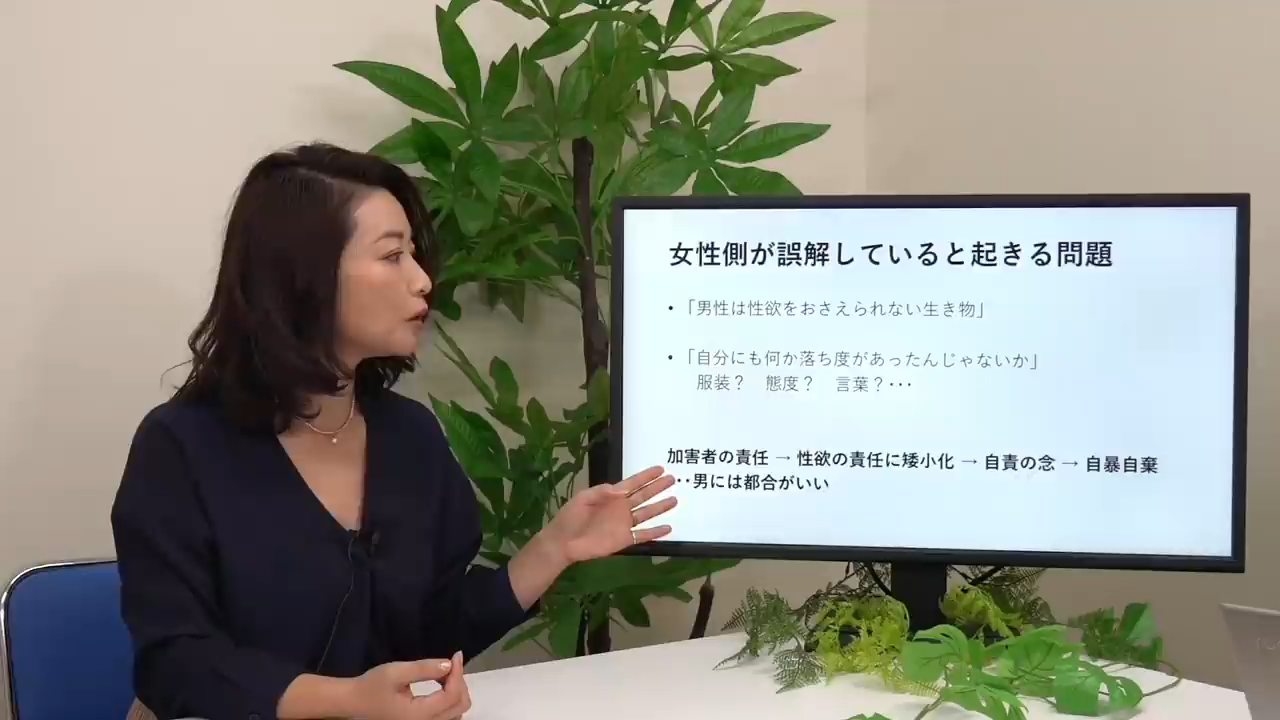 女性側が誤解していると起きる問題
・「男性は性欲をおさえられない生き物」
・「自分にも何か落ち度があったんじゃないか」
服装？　態度？　言葉？･･･
加害者の責任 → 性欲の責任に矮小化 → 自責の念 → 自暴自棄
･･男には都合がいい